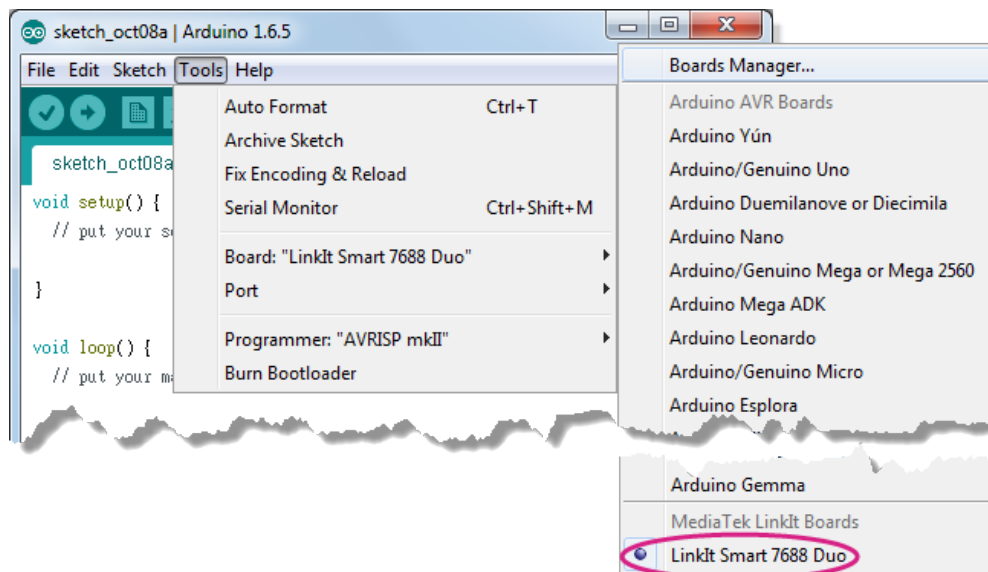 sketch_oct08a | Arduino 1.6.5
File Edit Sketch Tools Help
sketch_oct08a
void setup() {
// put your s
}
void loop() {
// put your m
Auto Format Ctrl+T
Archive Sketch
Fix Encoding & Reload
Serial Monitor Ctrl+Shift+M
Board: "LinkIt Smart 7688 Duo"
Port
Programmer: "AVRISP mkII"
Burn Bootloader
Boards Manager...
Arduino AVR Boards
Arduino Yún
Arduino/Genuino Uno
Arduino Duemilanove or Diecimila
Arduino Nano
Arduino/Genuino Mega or Mega 2560
Arduino Mega ADK
Arduino Leonardo
Arduino/Genuino Micro
Arduino Esplora
Arduino Gemma
MediaTek LinkIt Boards
LinkIt Smart 7688 Duo